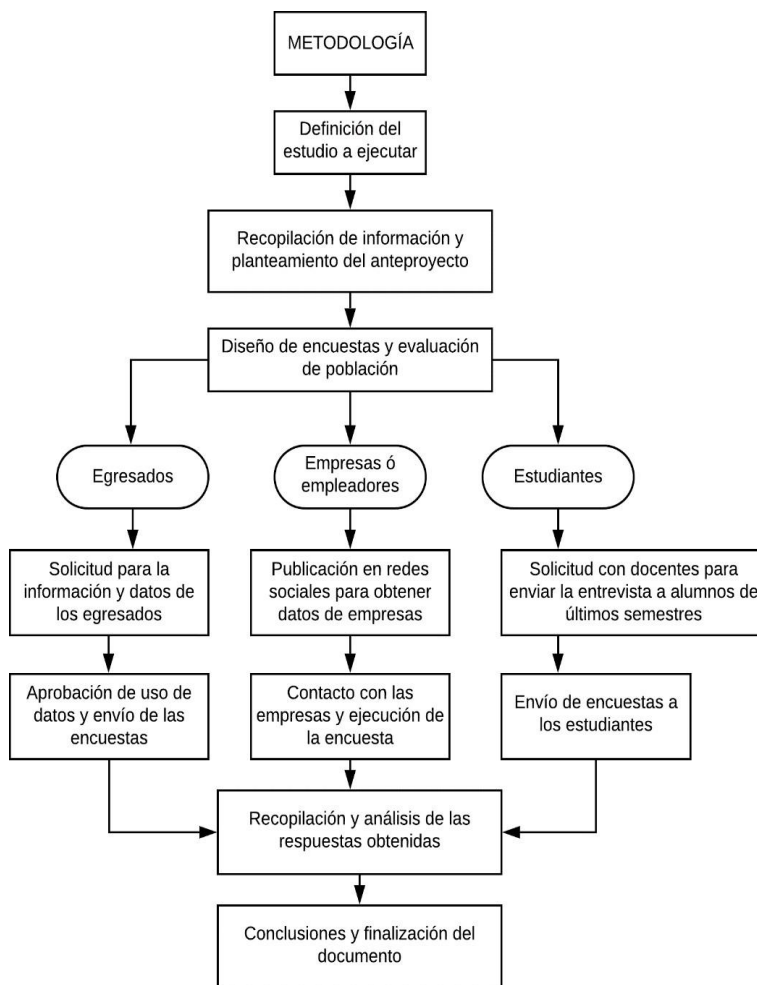 METODOLOGÍA
Definición del
estudio a ejecutar
Recopilación de información y
planteamiento del anteproyecto
Diseño de encuestas y evaluación
de población
Egresados
Empresas ó
empleadores
Estudiantes
Solicitud para la
información y datos de
los egresados
Publicación en redes
sociales para obtener
datos de empresas
Solicitud con docentes para
enviar la entrevista a alumnos de
últimos semestres
Aprobación de uso de
datos y envío de las
encuestas
Contacto con las
empresas y ejecución de
la encuesta
Envío de encuestas a
los estudiantes
Recopilación y análisis de las
respuestas obtenidas
Conclusiones y finalización del
documento